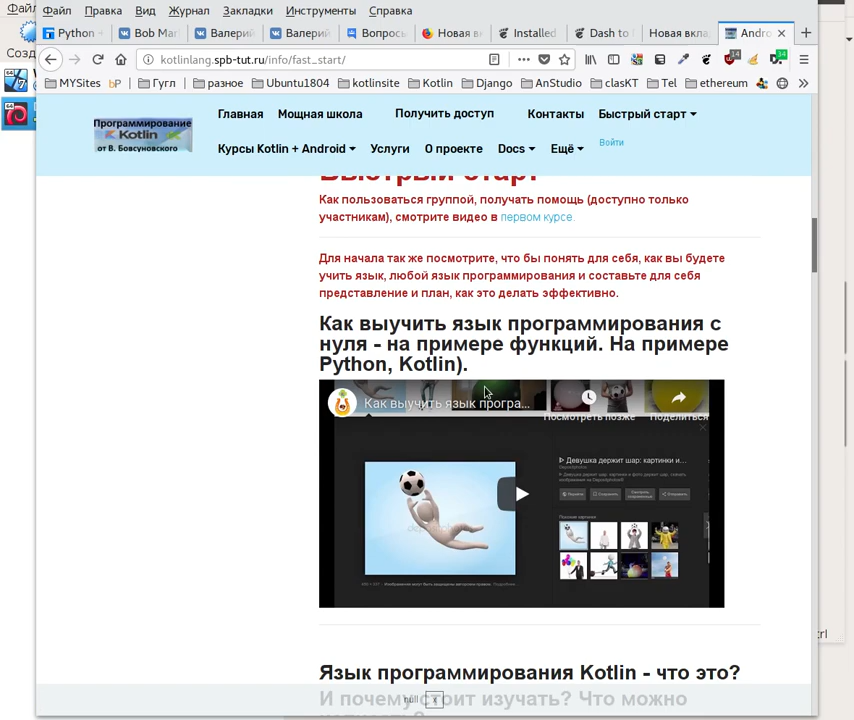 Файл Правка Вид Журнал Закладки Инструменты Справка
Python Bob Mar Валерий Валерий Вопросы Новая в Installed Dash to Новая вкла Andro
kotlinlang.spb-tut.ru/info/fast_start/
MYSites Гугл разное Ubuntu1804 kotlinsite Kotlin Django AnStudio clasKT Tel ethereum
Программирование
Kotlin
от В. Бовсуновского
Главная Мощная школа Получить доступ Контакты Быстрый старт
Курсы Kotlin + Android Услуги О проекте Docs Ещё Войти
Быстрый старт
Как пользоваться группой, получать помощь (доступно только
участникам), смотрите видео в первом курсе.
Для начала так же посмотрите, что бы понять для себя, как вы будете
учить язык, любой язык программирования и составьте для себя
представление и план, как это делать эффективно.
Как выучить язык программирования с
нуля - на примере функций. На примере
Python, Kotlin).
Как выучить язык програ...
Посмотреть позже Поделиться
Девушка держит шар: картинки и...
Язык программирования Kotlin - что это?
null
И почему стоит изучать? Что можно